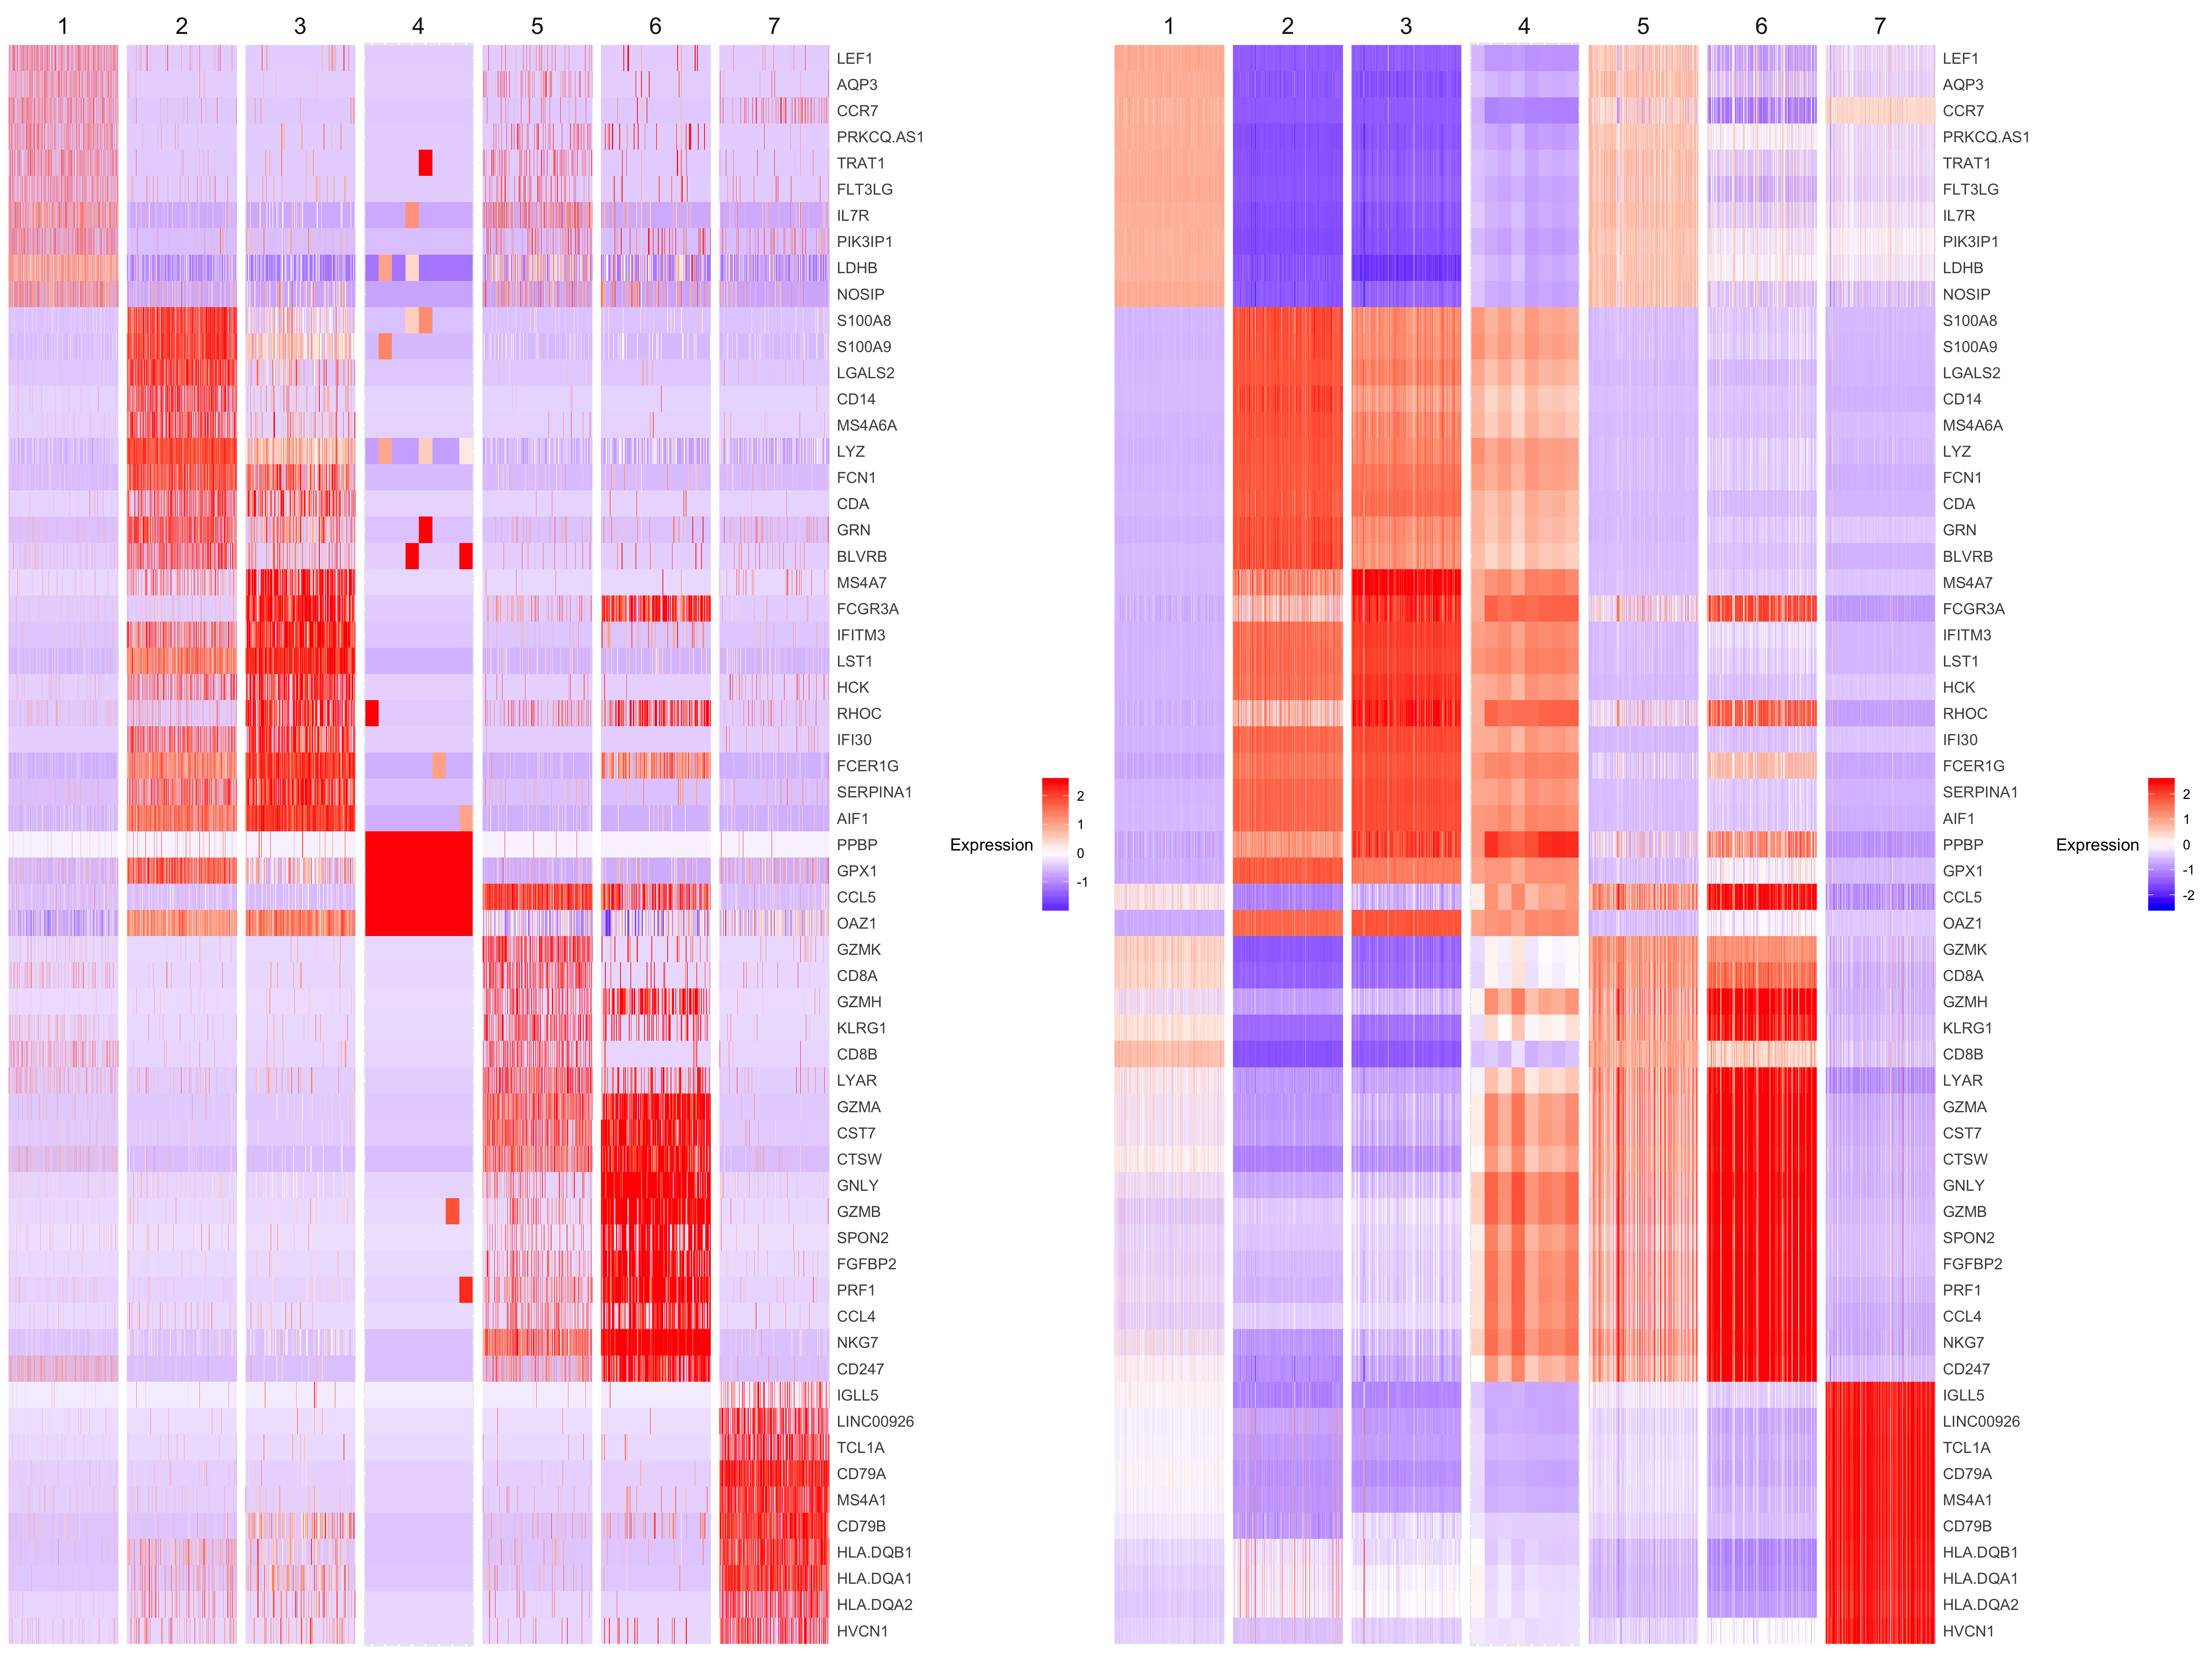 1 2 3 4 5 6 7
LEF1
AQP3
CCR7
PRKCQ.AS1
TRAT1
FLT3LG
IL7R
PIK3IP1
LDHB
NOSIP
S100A8
S100A9
LGALS2
CD14
MS4A6A
LYZ
FCN1
CDA
GRN
BLVRB
MS4A7
FCGR3A
IFITM3
LST1
HCK
RHOC
IFI30
FCER1G
SERPINA1
AIF1
PPBP
GPX1
CCL5
OAZ1
GZMK
CD8A
GZMH
KLRG1
CD8B
LYAR
GZMA
CST7
CTSW
GNLY
GZMB
SPON2
FGFBP2
PRF1
CCL4
NKG7
CD247
IGLL5
LINC00926
TCL1A
CD79A
MS4A1
CD79B
HLA.DQB1
HLA.DQA1
HLA.DQA2
HVCN1
Expression
2
1
0
-1
1 2 3 4 5 6 7
LEF1
AQP3
CCR7
PRKCQ.AS1
TRAT1
FLT3LG
IL7R
PIK3IP1
LDHB
NOSIP
S100A8
S100A9
LGALS2
CD14
MS4A6A
LYZ
FCN1
CDA
GRN
BLVRB
MS4A7
FCGR3A
IFITM3
LST1
HCK
RHOC
IFI30
FCER1G
SERPINA1
AIF1
PPBP
GPX1
CCL5
OAZ1
GZMK
CD8A
GZMH
KLRG1
CD8B
LYAR
GZMA
CST7
CTSW
GNLY
GZMB
SPON2
FGFBP2
PRF1
CCL4
NKG7
CD247
IGLL5
LINC00926
TCL1A
CD79A
MS4A1
CD79B
HLA.DQB1
HLA.DQA1
HLA.DQA2
HVCN1
Expression
2
1
0
-1
-2